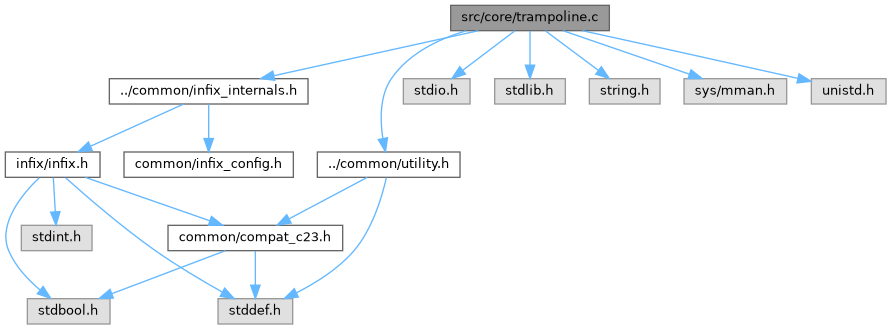 src/core/trampoline.c
../common/infix_internals.h
stdio.h
stdlib.h
string.h
sys/mman.h
unistd.h
infix/infix.h
common/infix_config.h
../common/utility.h
stdint.h
common/compat_c23.h
stdbool.h
stddef.h